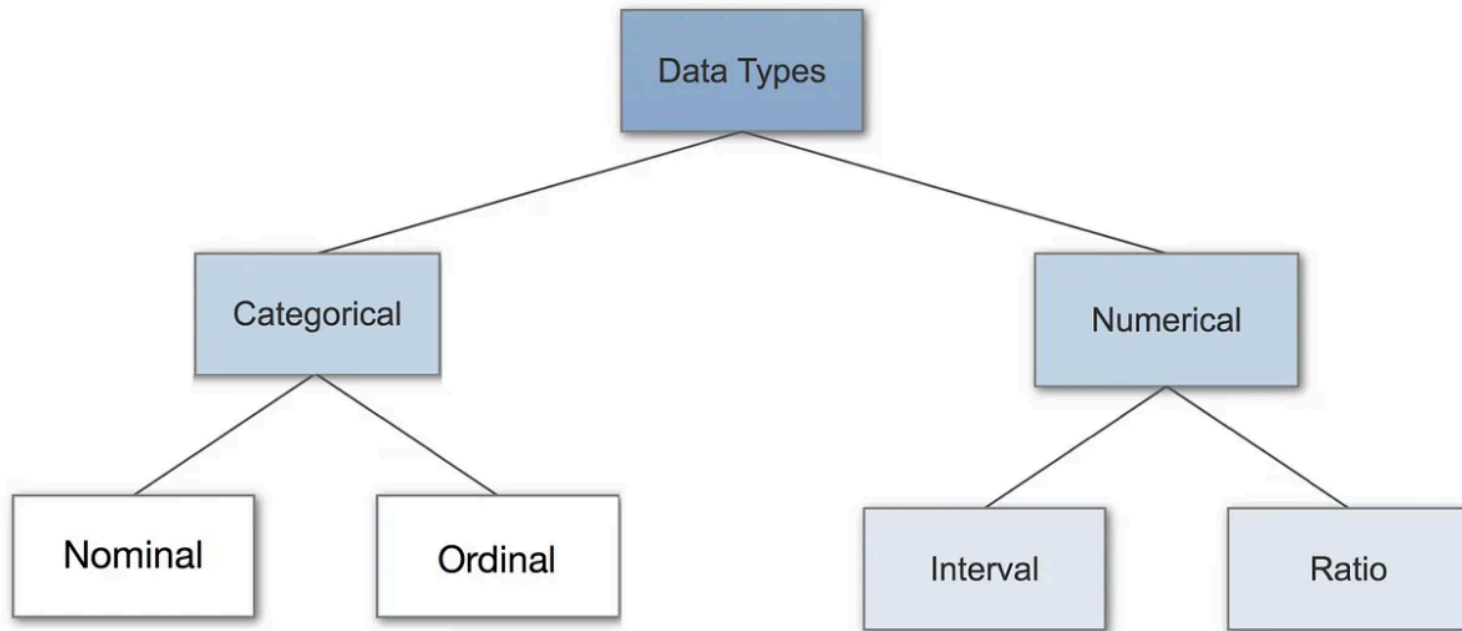 Data Types
Categorical
Numerical
Nominal
Ordinal
Interval
Ratio